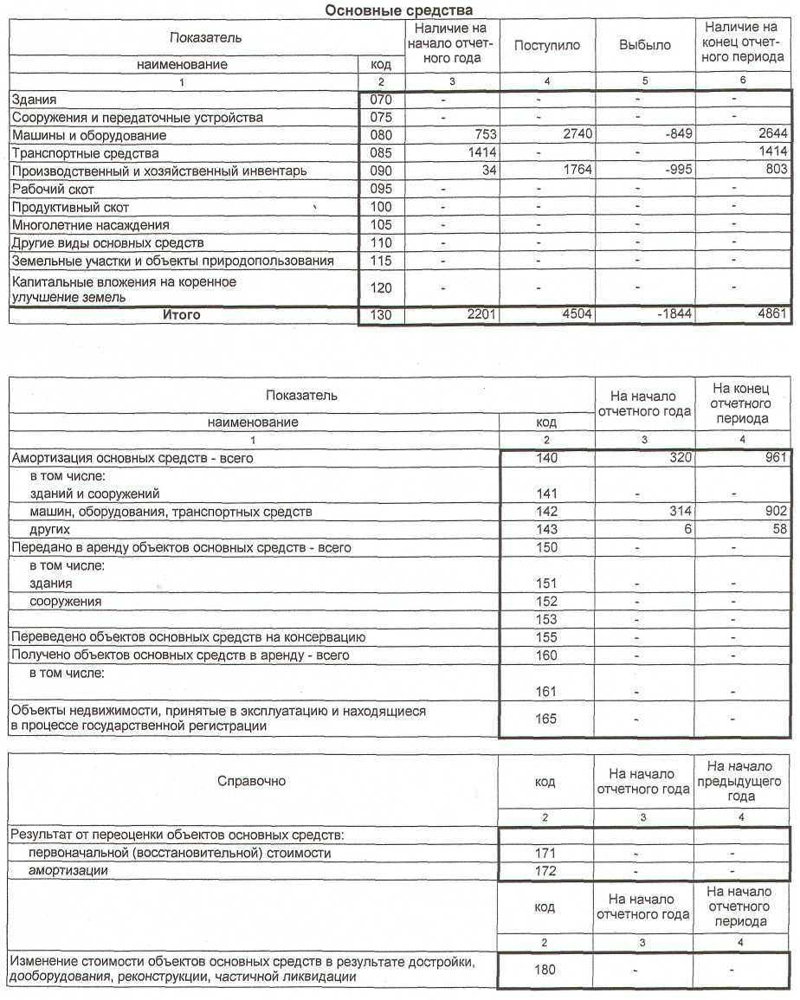 Основные средства
Показатель
Наличие на начало отчет-ного года
Поступило
Выбыло
Наличие на конец отчет-ного периода
наименование код
1 2 3 4 5 6
Здания 070 - - - -
Сооружения и передаточные устройства 075 - - - -
Машины и оборудование 080 753 2740 -849 2644
Транспортные средства 085 1414 - - 1414
Производственный и хозяйственный инвентарь 090 34 1764 -995 803
Рабочий скот 095 - - - -
Продуктивный скот 100 - - - -
Многолетние насаждения 105 - - - -
Другие виды основных средств 110 - - - -
Земельные участки и объекты природопользования 115 - - - -
Капитальные вложения на коренное
улучшение земель 120 - - - -
Итого 130 2201 4504 -1844 4861
Показатель
На начало отчетного года
На конец отчетного периода
наименование код
1 2 3 4
Амортизация основных средств - всего 140 320 961
в том числе:
зданий и сооружений 141 - -
машин, оборудования, транспортных средств 142 314 902
других 143 6 58
Передано в аренду объектов основных средств - всего 150 - -
в том числе:
здания 151 - -
сооружения 152 - -
153 - -
Переведено объектов основных средств на консервацию 155 - -
Получено объектов основных средств в аренду - всего 160 - -
в том числе:
161 - -
Объекты недвижимости, принятые в эксплуатацию и находящиеся
в процессе государственной регистрации 165 - -
Справочно
код
На начало отчетного года
На начало предыдущего года
2 3 4
Результат от переоценки объектов основных средств:
первоначальной (восстановительной) стоимости 171 - -
амортизации 172 - -
код
На начало отчетного года
На начало отчетного периода
2 3 4
Изменение стоимости объектов основных средств в результате достройки,
дооборудования, реконструкции, частичной ликвидации 180 - -